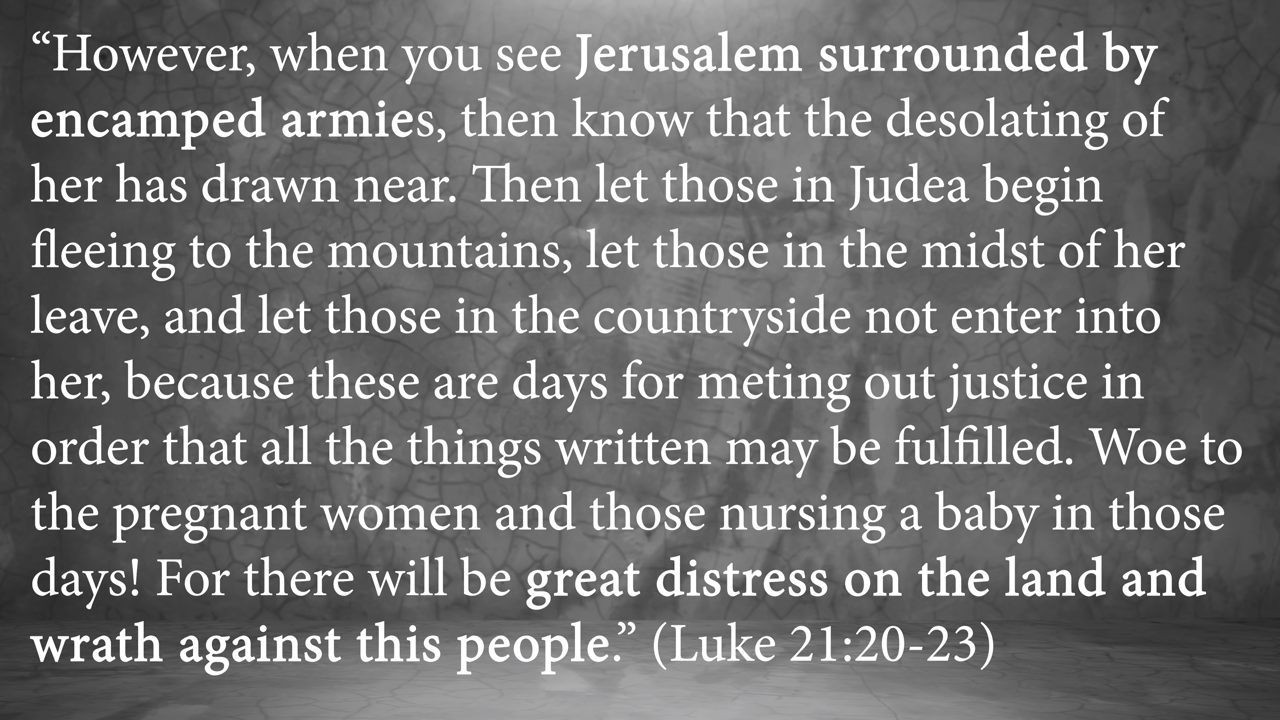 “However, when you see Jerusalem surrounded by
encamped armies, then know that the desolating of
her has drawn near. Then let those in Judea begin
fleeing to the mountains, let those in the midst of her
leave, and let those in the countryside not enter into
her, because these are days for meting out justice in
order that all the things written may be fulfilled. Woe to
the pregnant women and those nursing a baby in those
days! For there will be great distress on the land and
wrath against this people.” (Luke 21:20-23)